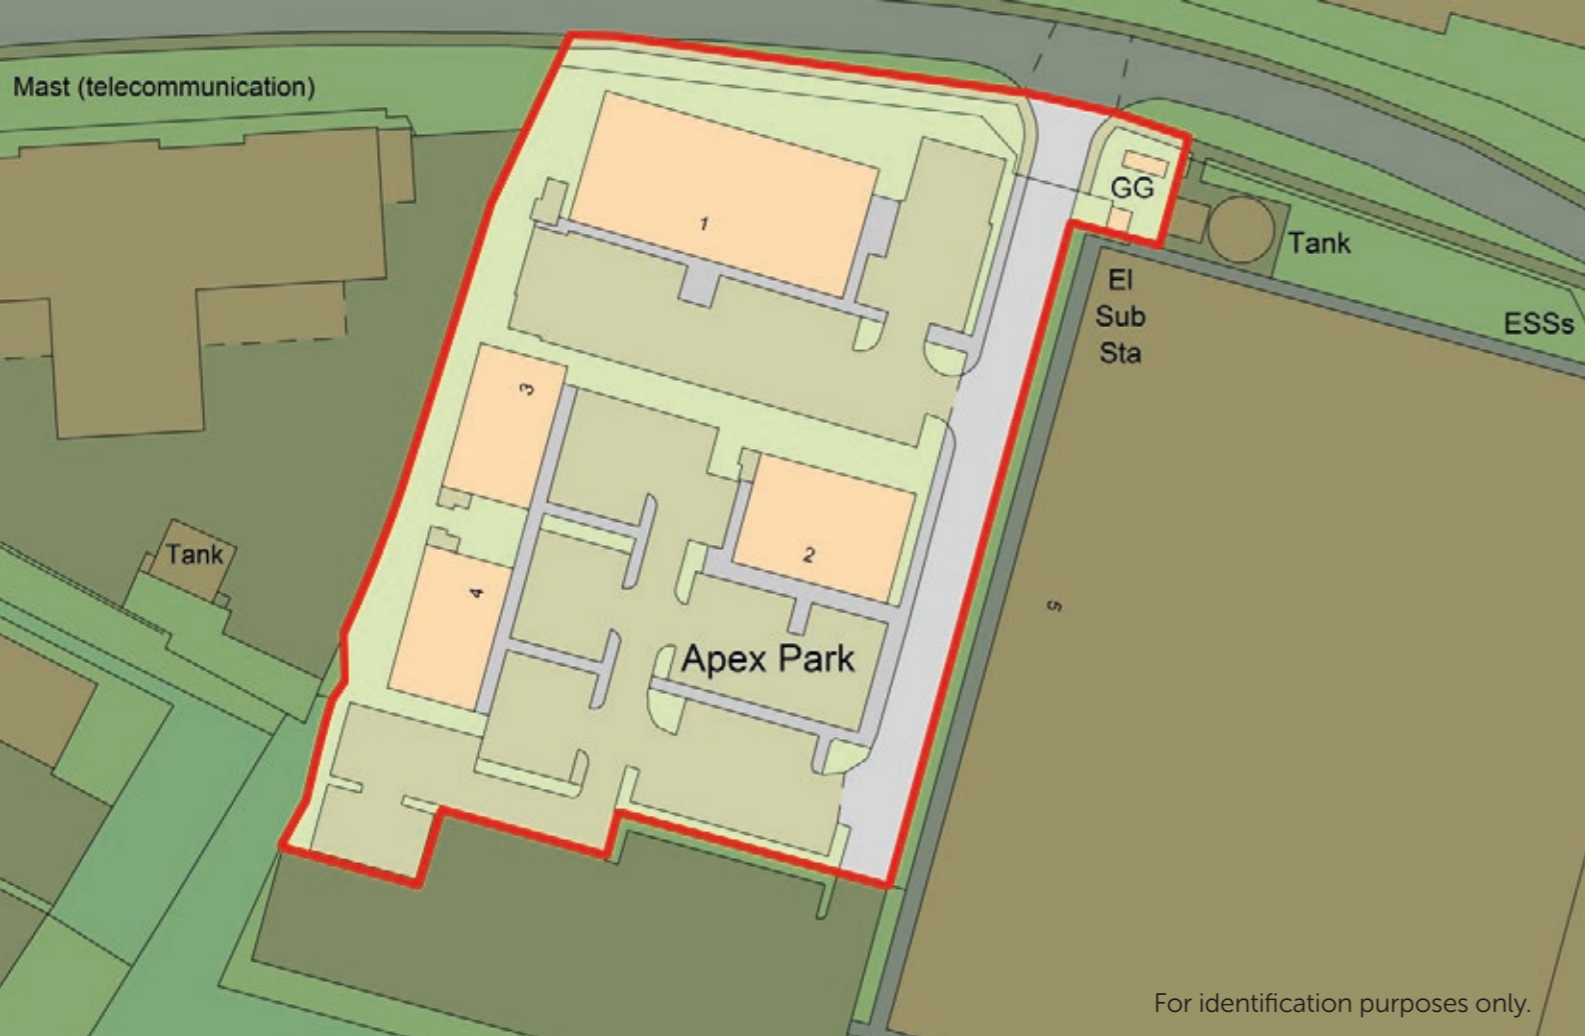 Mast (telecommunication)
1
GG
Tank
El
Sub
Sta
ESSs
3
2
Tank
4
5
Apex Park
For identification purposes only.